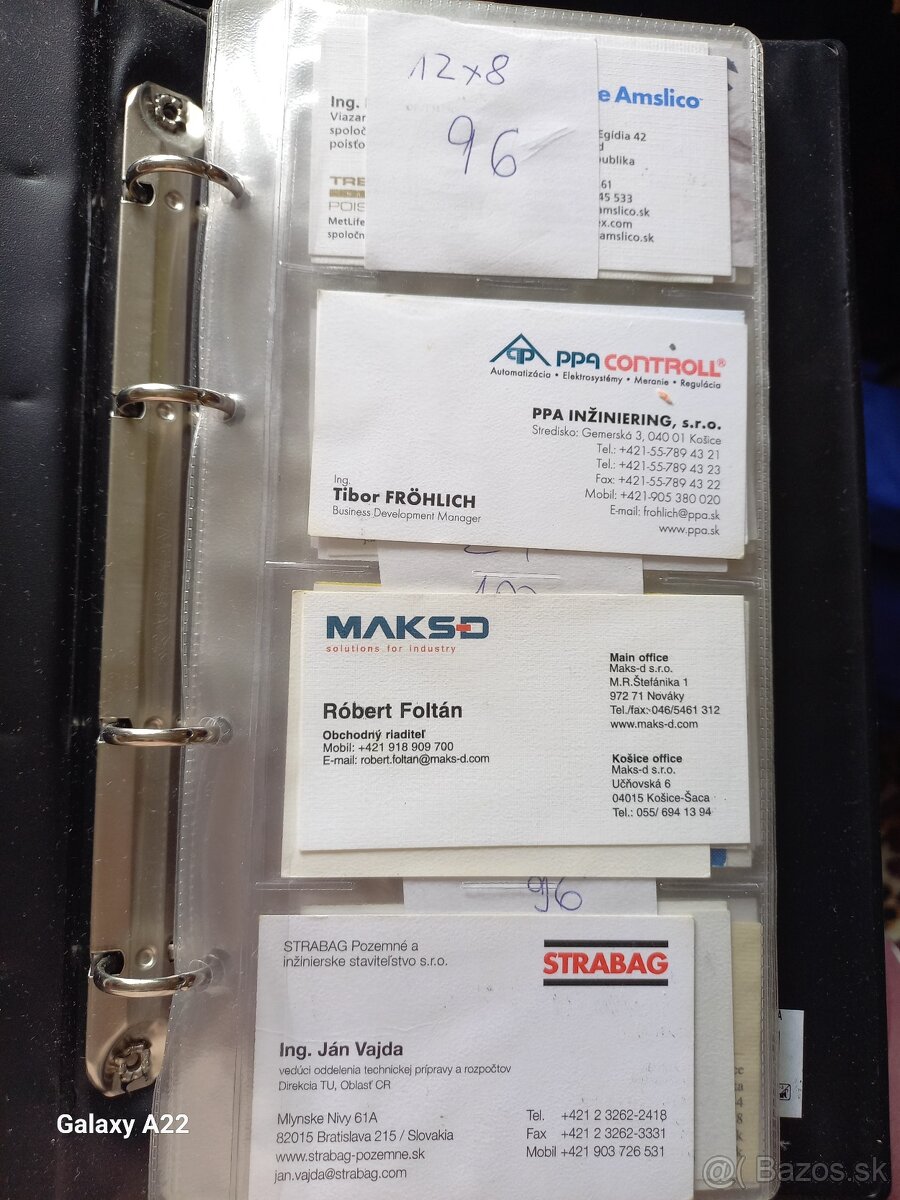 12x8
96
Ing.
Viazan
spoloč
poisťo
TRE
POIS
MetLife
spoločn
e Amslico
Egídia 42
d
publika
61
45 533
amslico.sk
ex.com
amslico.sk
PPA CONTROLL®
Automatizácia • Elektrosystémy • Meranie • Regulácia
PPA INŽINIERING, s.r.o.
Stredisko: Gemerská 3, 040 01 Košice
Tel.: +421-55-789 43 21
Tel.: +421-55-789 43 23
Fax: +421-55-789 43 22
Mobil: +421-905 380 020
E-mail: frohlich@ppa.sk
www.ppa.sk
Ing.
Tibor FRÖHLICH
Business Development Manager
MAKS-D
solutions for industry
Róbert Foltán
Obchodný riaditeľ
Mobil: +421 918 909 700
E-mail: robert.foltan@maks-d.com
Main office
Maks-d s.r.o.
M.R.Štefánika 1
972 71 Nováky
Tel./fax: 046/5461 312
www.maks-d.com
Košice office
Maks-d s.r.o.
Učňovská 6
04015 Košice-Šaca
Tel.: 055/ 694 13 94
96
STRABAG Pozemné a
inžinierske staviteľstvo s.r.o.
STRABAG
Ing. Ján Vajda
vedúci oddelenia technickej prípravy a rozpočtov
Direkcia TU, Oblasť CR
Mlynske Nivy 61A
82015 Bratislava 215 / Slovakia
www.strabag-pozemne.sk
jan.vajda@strabag.com
Tel. +421 2 3262-2418
Fax +421 2 3262-3331
Mobil +421 903 726 531
Galaxy A22
@( Bazos.sk